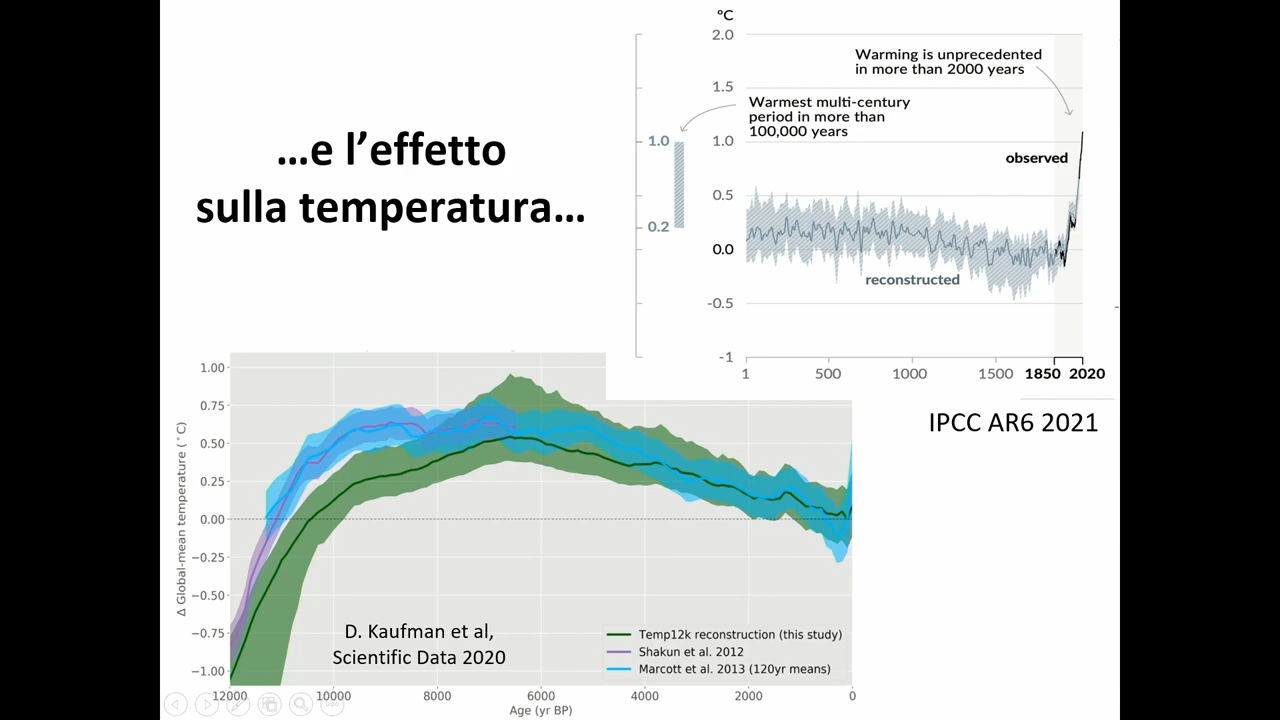 …e l’effetto
sulla temperatura…
°C
2.0
1.5
1.0
0.5
0.0
-0.5
-1
1.0
0.2
Warming is unprecedented
in more than 2000 years
Warmest multi-century
period in more than
100,000 years
observed
reconstructed
1 500 1000 1500 1850 2020
IPCC AR6 2021
Δ Global-mean temperature (°C)
1.00
0.75
0.50
0.25
0.00
−0.25
−0.50
−0.75
−1.00
D. Kaufman et al,
Scientific Data 2020
Temp12k reconstruction (this study)
Shakun et al. 2012
Marcott et al. 2013 (120yr means)
12000 10000 8000 6000 4000 2000 0
Age (yr BP)